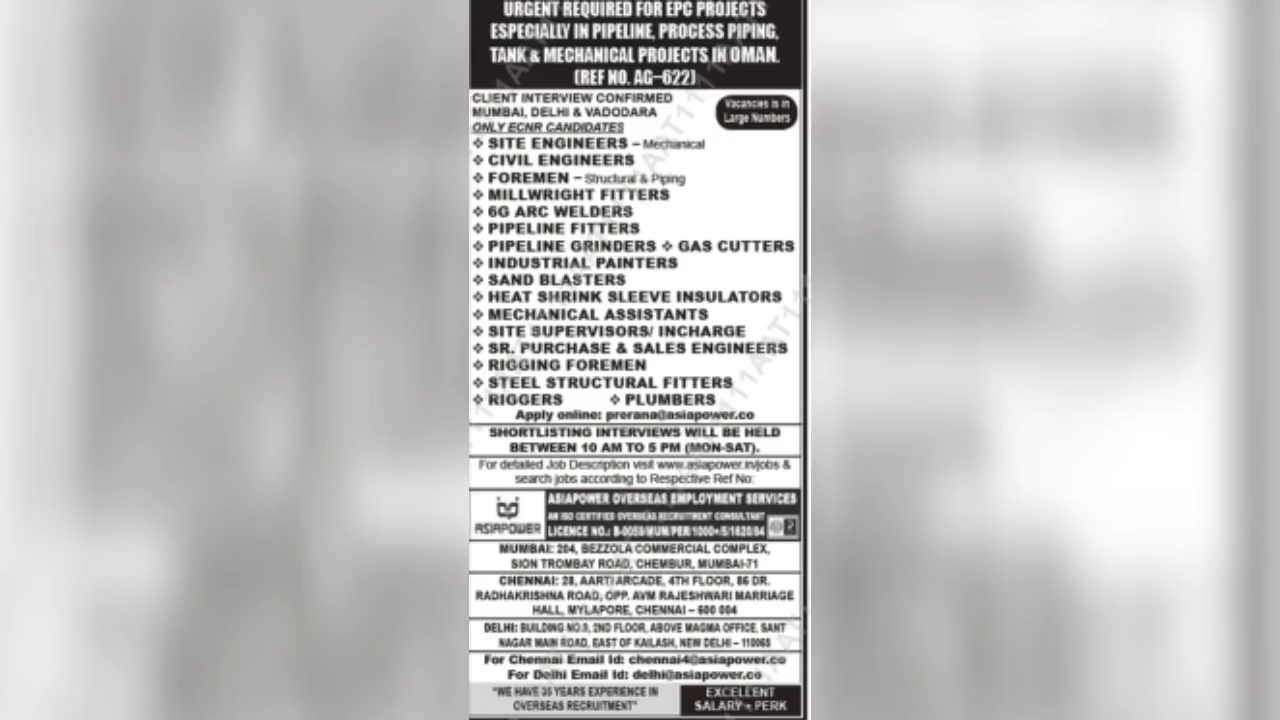 URGENT REQUIRED FOR EPC PROJECTS
ESPECIALLY IN PIPELINE, PROCESS PIPING,
TANK & MECHANICAL PROJECTS IN OMAN.
(REF NO. AG-622)
CLIENT INTERVIEW CONFIRMED
MUMBAI, DELHI & VADODARA
ONLY ECNR CANDIDATES
Vacancies is in
Large Numbers
❖ SITE ENGINEERS – Mechanical
❖ CIVIL ENGINEERS
❖ FOREMEN – Structural & Piping
❖ MILLWRIGHT FITTERS
❖ 6G ARC WELDERS
❖ PIPELINE FITTERS
❖ PIPELINE GRINDERS ❖ GAS CUTTERS
❖ INDUSTRIAL PAINTERS
❖ SAND BLASTERS
❖ HEAT SHRINK SLEEVE INSULATORS
❖ MECHANICAL ASSISTANTS
❖ SITE SUPERVISORS/ INCHARGE
❖ SR. PURCHASE & SALES ENGINEERS
❖ RIGGING FOREMEN
❖ STEEL STRUCTURAL FITTERS
❖ RIGGERS ❖ PLUMBERS
Apply online: prerana@asiapower.co
SHORTLISTING INTERVIEWS WILL BE HELD
BETWEEN 10 AM TO 5 PM (MON-SAT).
For detailed Job Description visit www.asiapower.in/jobs &
search jobs according to Respective Ref No:
ASIAPOWER
ASIAPOWER OVERSEAS EMPLOYMENT SERVICES
AN ISO CERTIFIED OVERSEAS RECRUITMENT CONSULTANT
LICENCE NO.:
MUMBAI: 204, BEZZOLA COMMERCIAL COMPLEX,
SION TROMBAY ROAD, CHEMBUR, MUMBAI-71
CHENNAI: 28, AARTI ARCADE, 4TH FLOOR, 86 DR.
RADHAKRISHNA ROAD, OPP. AVM RAJESHWARI MARRIAGE
HALL, MYLAPORE, CHENNAI – 600 004
DELHI: BUILDING NO.9, 2ND FLOOR, ABOVE MAGMA OFFICE, SANT
NAGAR MAIN ROAD, EAST OF KAILASH, NEW DELHI – 110065
For Chennai Email Id: chennai4@asiapower.co
For Delhi Email Id: delhi@asiapower.co
"WE HAVE 35 YEARS EXPERIENCE IN
OVERSEAS RECRUITMENT"
EXCELLENT
SALARY + PERK